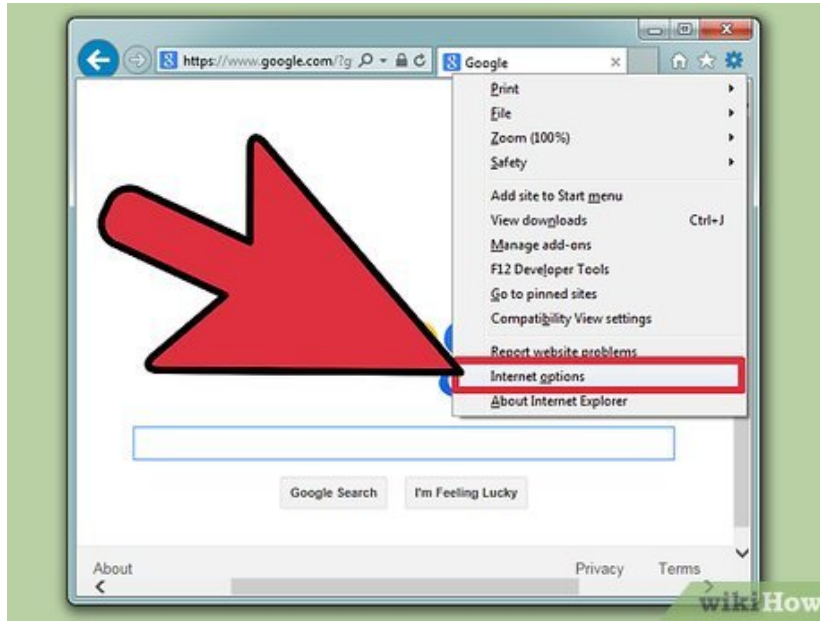 https://www.google.com/?g
Google
Print
File
Zoom (100%)
Safety
Add site to Start menu
View downloads Ctrl+J
Manage add-ons
F12 Developer Tools
Go to pinned sites
Compatibility View settings
Report website problems
Internet options
About Internet Explorer
Google Search I'm Feeling Lucky
About Privacy Terms
wikiHow